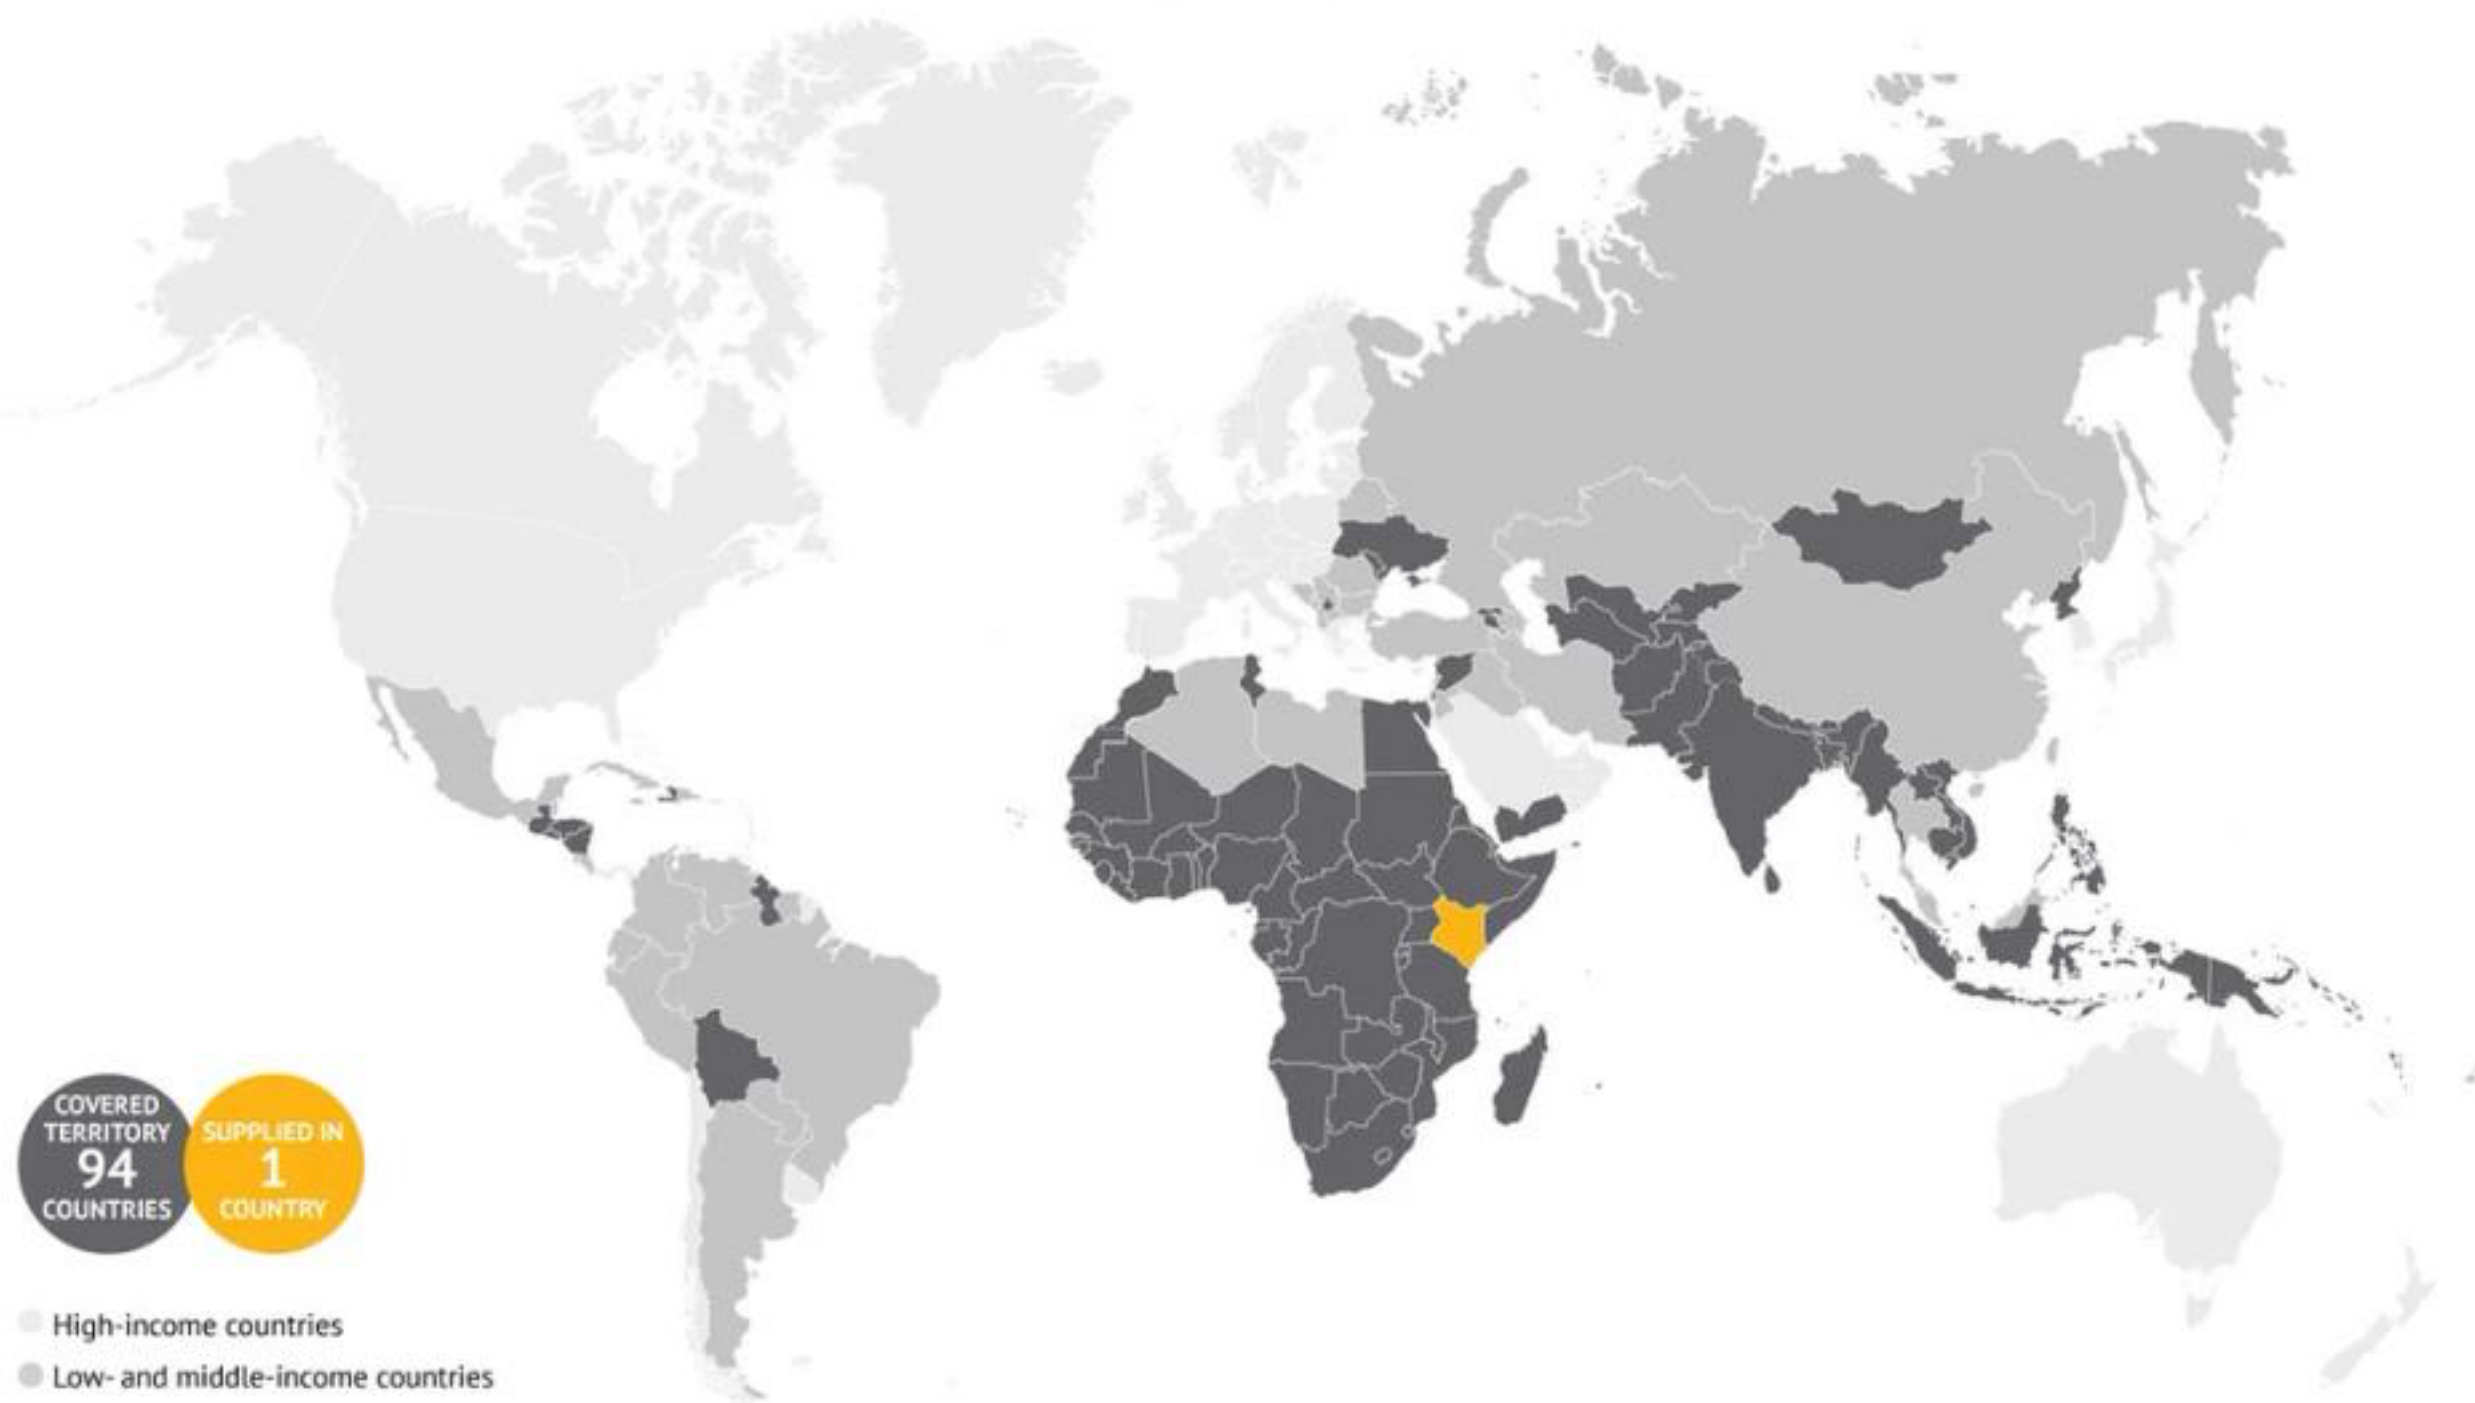 COVERED
TERRITORY
94
COUNTRIES
SUPPLIED IN
1
COUNTRY
High-income countries
Low- and middle-income countries